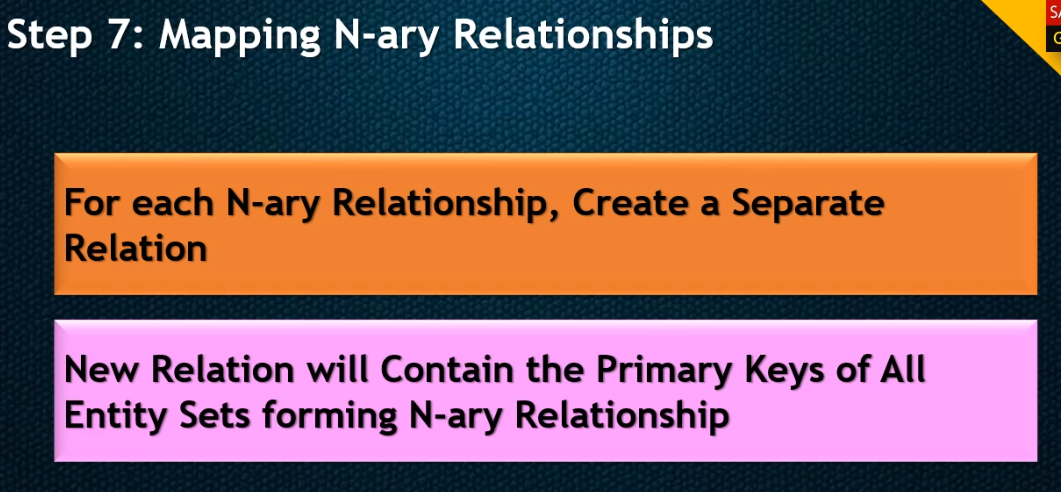 Step 7: Mapping N-ary Relationships
For each N-ary Relationship, Create a Separate
Relation
New Relation will Contain the Primary Keys of All
Entity Sets forming N-ary Relationship